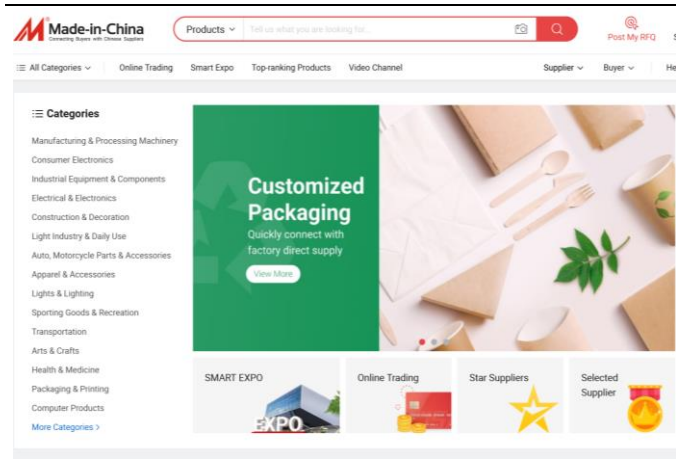 Made-in-China
Connecting Buyers with Chinese Suppliers
Products
Tell us what you are looking for...
Post My RFQ
All Categories
Online Trading
Smart Expo
Top-ranking Products
Video Channel
Supplier
Buyer
He
Categories
Manufacturing & Processing Machinery
Consumer Electronics
Industrial Equipment & Components
Electrical & Electronics
Construction & Decoration
Light Industry & Daily Use
Auto, Motorcycle Parts & Accessories
Apparel & Accessories
Lights & Lighting
Sporting Goods & Recreation
Transportation
Arts & Crafts
Health & Medicine
Packaging & Printing
Computer Products
More Categories >
Customized
Packaging
Quickly connect with
factory direct supply
View More
SMART EXPO
EXPO
Online Trading
Star Suppliers
Selected
Supplier